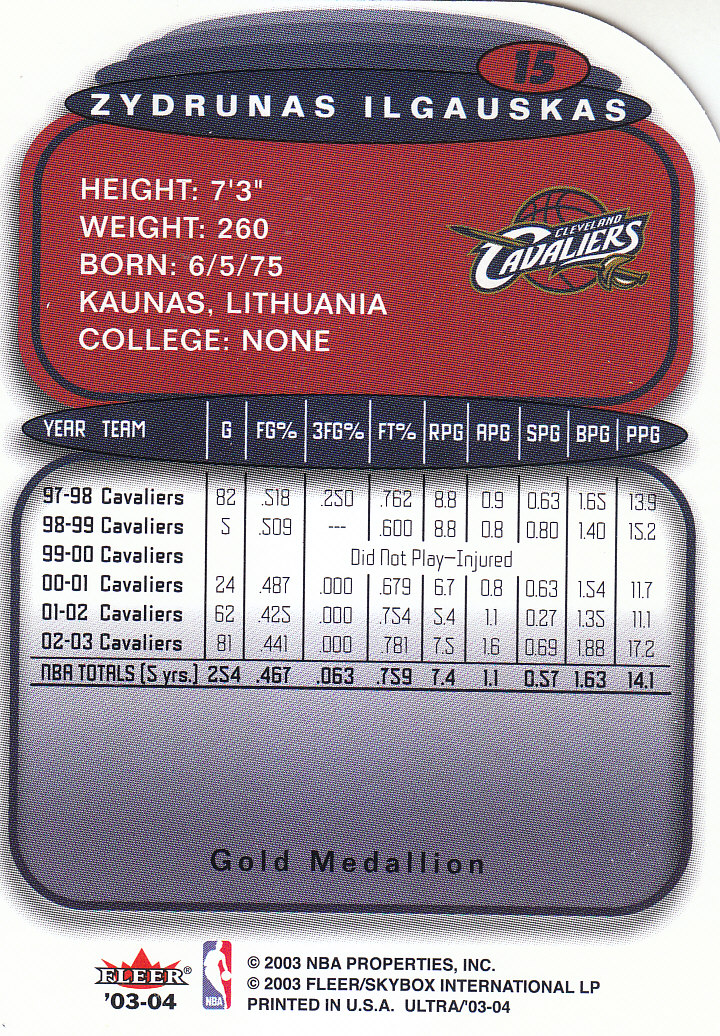 15
ZYDRUNAS ILGAUSKAS
HEIGHT: 7'3"
WEIGHT: 260
BORN: 6/5/75
KAUNAS, LITHUANIA
COLLEGE: NONE
CLEVELAND
CAVALIERS
YEAR TEAM G FG% 3FG% FT% RPG APG SPG BPG PPG
97-98 Cavaliers 82 .518 .250 .762 8.8 0.9 0.63 1.65 13.9
98-99 Cavaliers 5 .509 --- .600 8.8 0.8 0.80 1.40 15.2
99-00 Cavaliers Did Not Play—Injured
00-01 Cavaliers 24 .487 .000 .679 6.7 0.8 0.63 1.54 11.7
01-02 Cavaliers 62 .425 .000 .754 5.4 1.1 0.27 1.35 11.1
02-03 Cavaliers 81 .441 .000 .781 7.5 1.6 0.69 1.88 17.2
NBA TOTALS (5 yrs.) 254 .467 .063 .759 7.4 1.1 0.57 1.63 14.1
Gold Medallion
FLEER®
'03-04
NBA
© 2003 NBA PROPERTIES, INC.
© 2003 FLEER/SKYBOX INTERNATIONAL LP
PRINTED IN U.S.A. ULTRA/'03-04